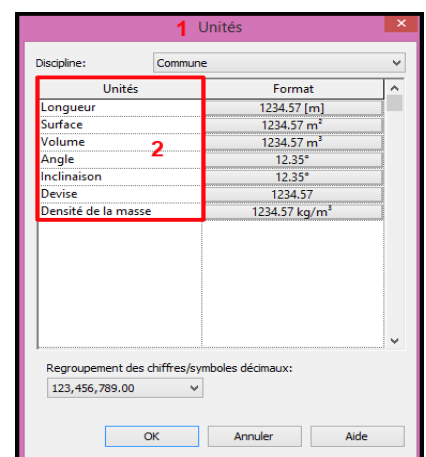 1 Unités
Discipline: Commune
Unités Format
Longueur 1234.57 [m]
Surface 1234.57 m²
Volume 1234.57 m³
2
Angle 12.35°
Inclinaison 12.35°
Devise 1234.57
Densité de la masse 1234.57 kg/m³
Regroupement des chiffres/symboles décimaux:
123,456,789.00
OK Annuler Aide